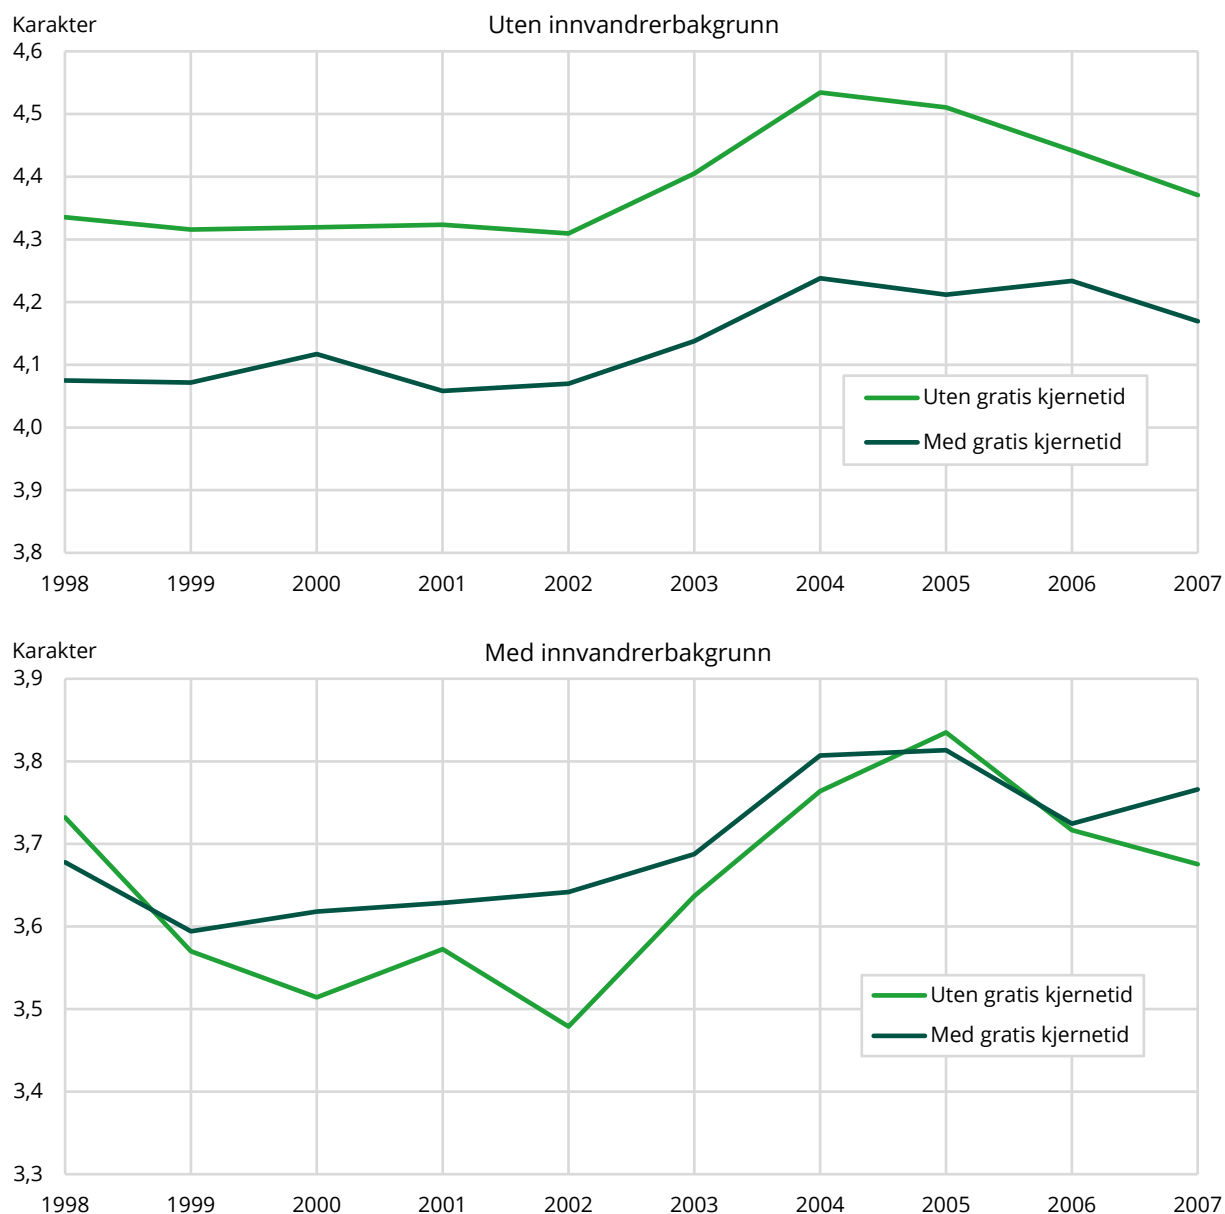 Karakter
Uten innvandrerbakgrunn
4,6
4,5
4,4
4,3
4,2
4,1
4,0
3,9
3,8
Uten gratis kjernetid
Med gratis kjernetid
1998 1999 2000 2001 2002 2003 2004 2005 2006 2007
Karakter
Med innvandrerbakgrunn
3,9
3,8
3,7
3,6
3,5
3,4
3,3
Uten gratis kjernetid
Med gratis kjernetid
1998 1999 2000 2001 2002 2003 2004 2005 2006 2007